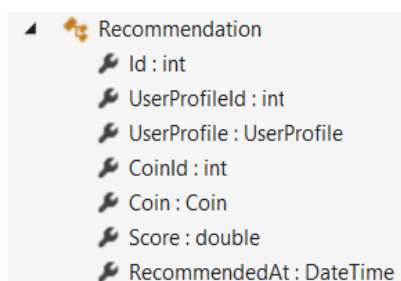 Recommendation
Id : int
UserProfileId : int
UserProfile : UserProfile
CoinId : int
Coin : Coin
Score : double
RecommendedAt : DateTime